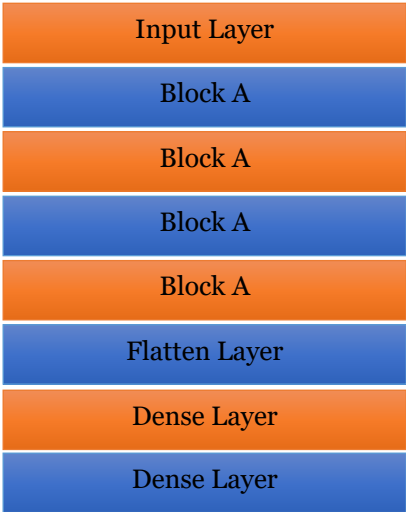 Input Layer
Block A
Block A
Block A
Block A
Flatten Layer
Dense Layer
Dense Layer